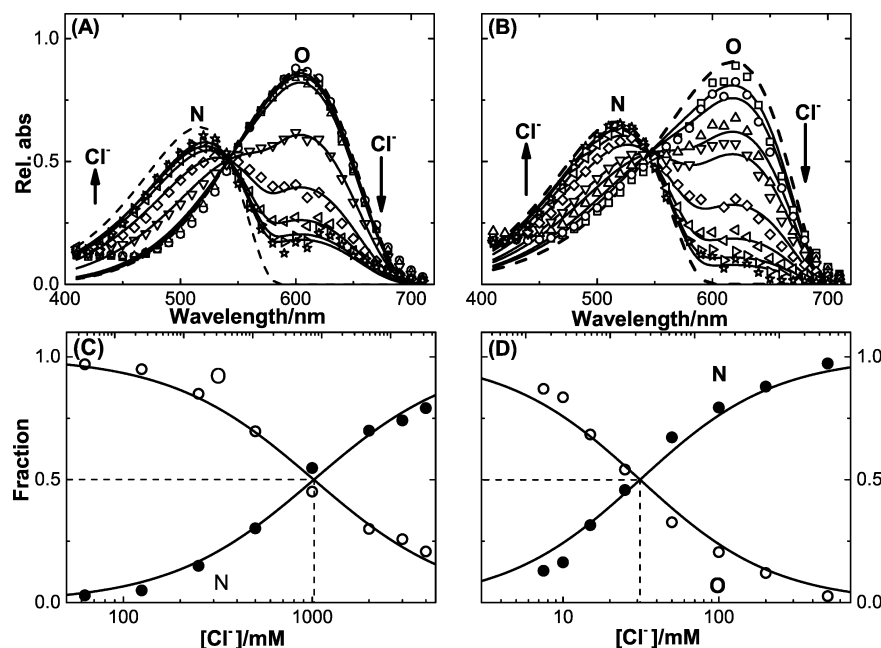 (A) (B)
1.0
O O
N N
Cl⁻ Cl⁻ Cl⁻ Cl⁻
0.5
Rel. abs
0.0
400 500 600 700 400 500 600 700
Wavelength/nm Wavelength/nm
(C) (D)
1.0 1.0
O N
Fraction
0.5 0.5
N O
0.0 0.0
100 1000 10 100
[Cl⁻]/mM [Cl⁻]/mM